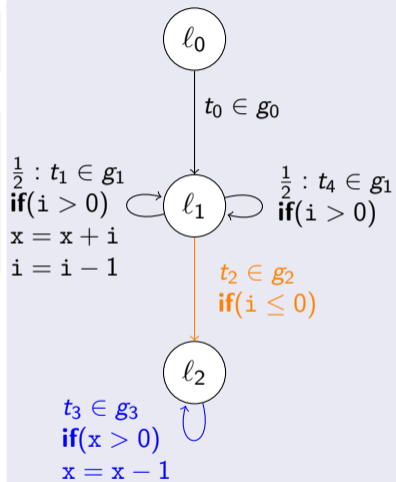 ℓ₀
t₀ ∈ g₀
½ : t₁ ∈ g₁
if(i > 0)
x = x + i
i = i − 1
ℓ₁
½ : t₄ ∈ g₁
if(i > 0)
t₂ ∈ g₂
if(i ≤ 0)
ℓ₂
t₃ ∈ g₃
if(x > 0)
x = x − 1